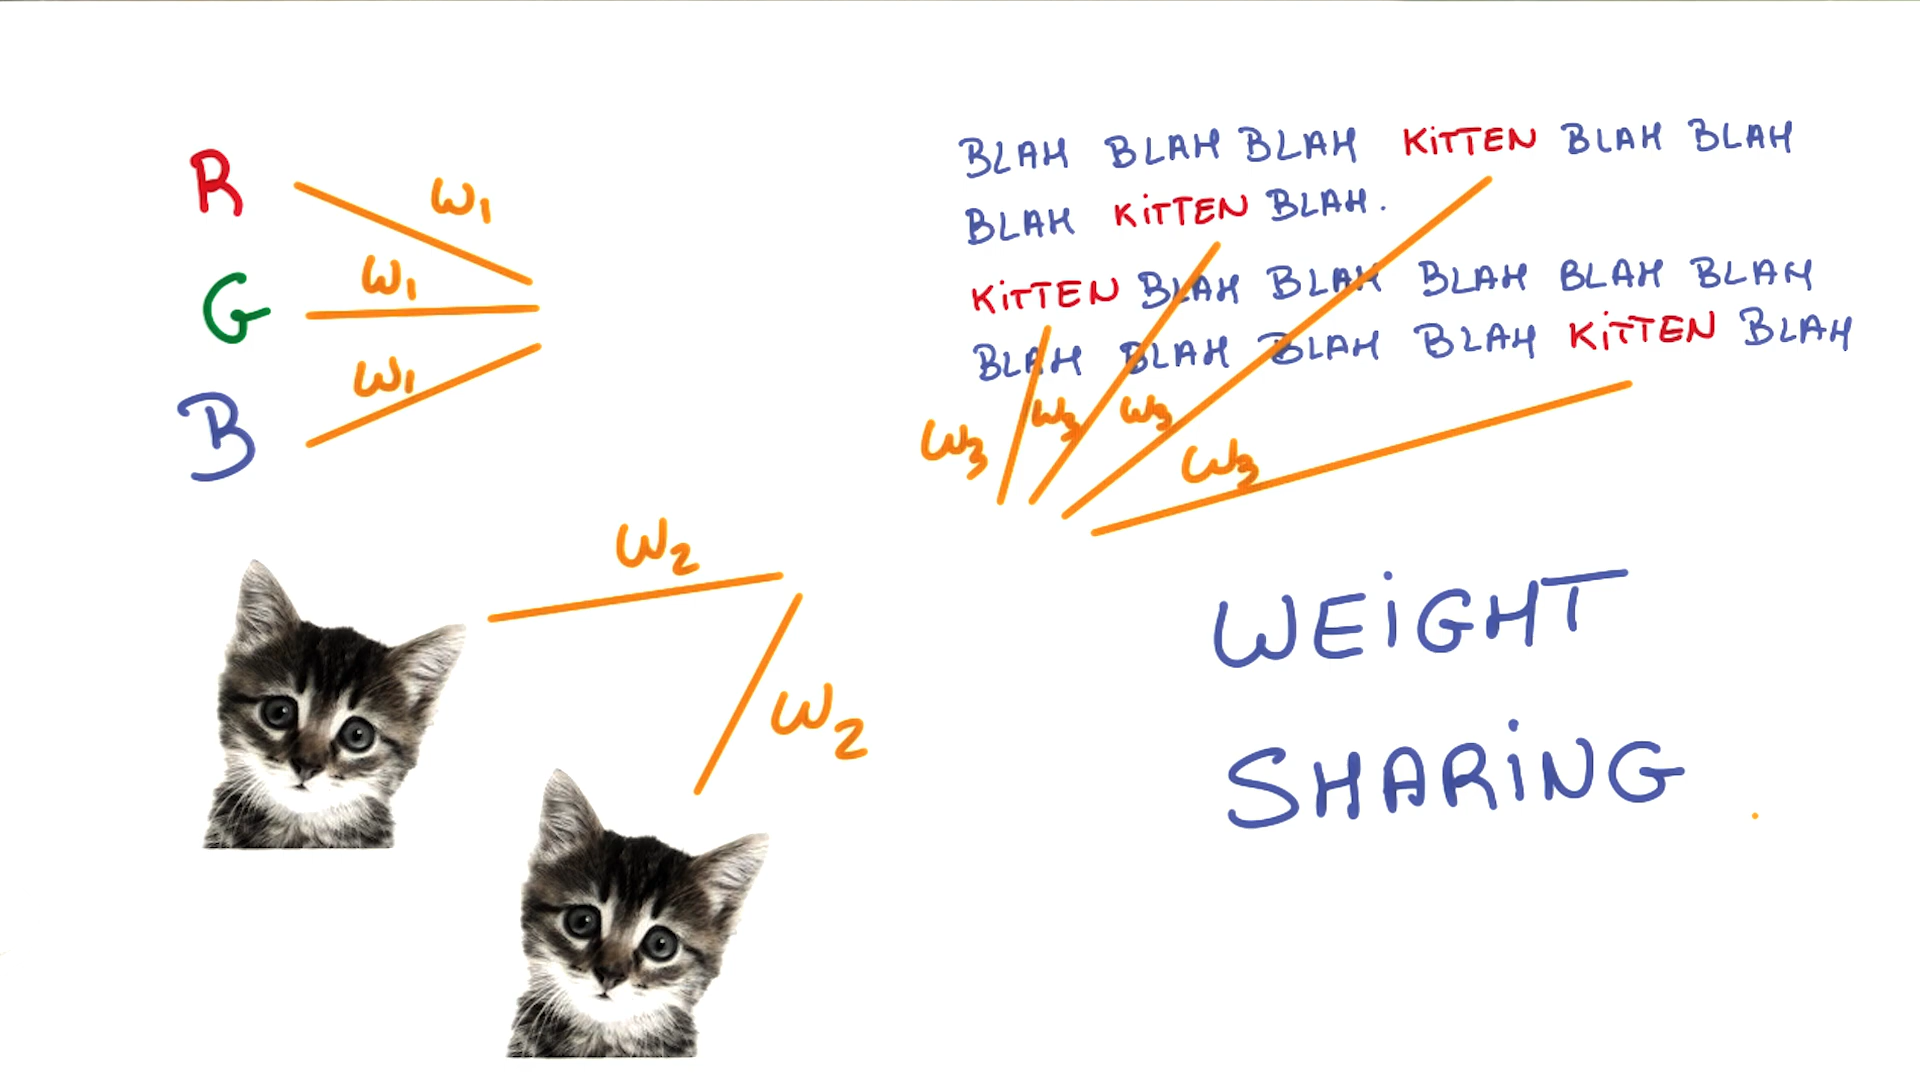 R
W1
G
W1
B
W1
BLAH BLAH BLAH KiTTEN BLAH BLAH
BLAH KiTTEN BLAH.
KiTTEN BLAH BLAH BLAH BLAH BLAH
BLAH BLAH BLAH BLAH KiTTEN BLAH
W3 W3 W3 W3
W2
W2
WEiGHT
SHARiNG